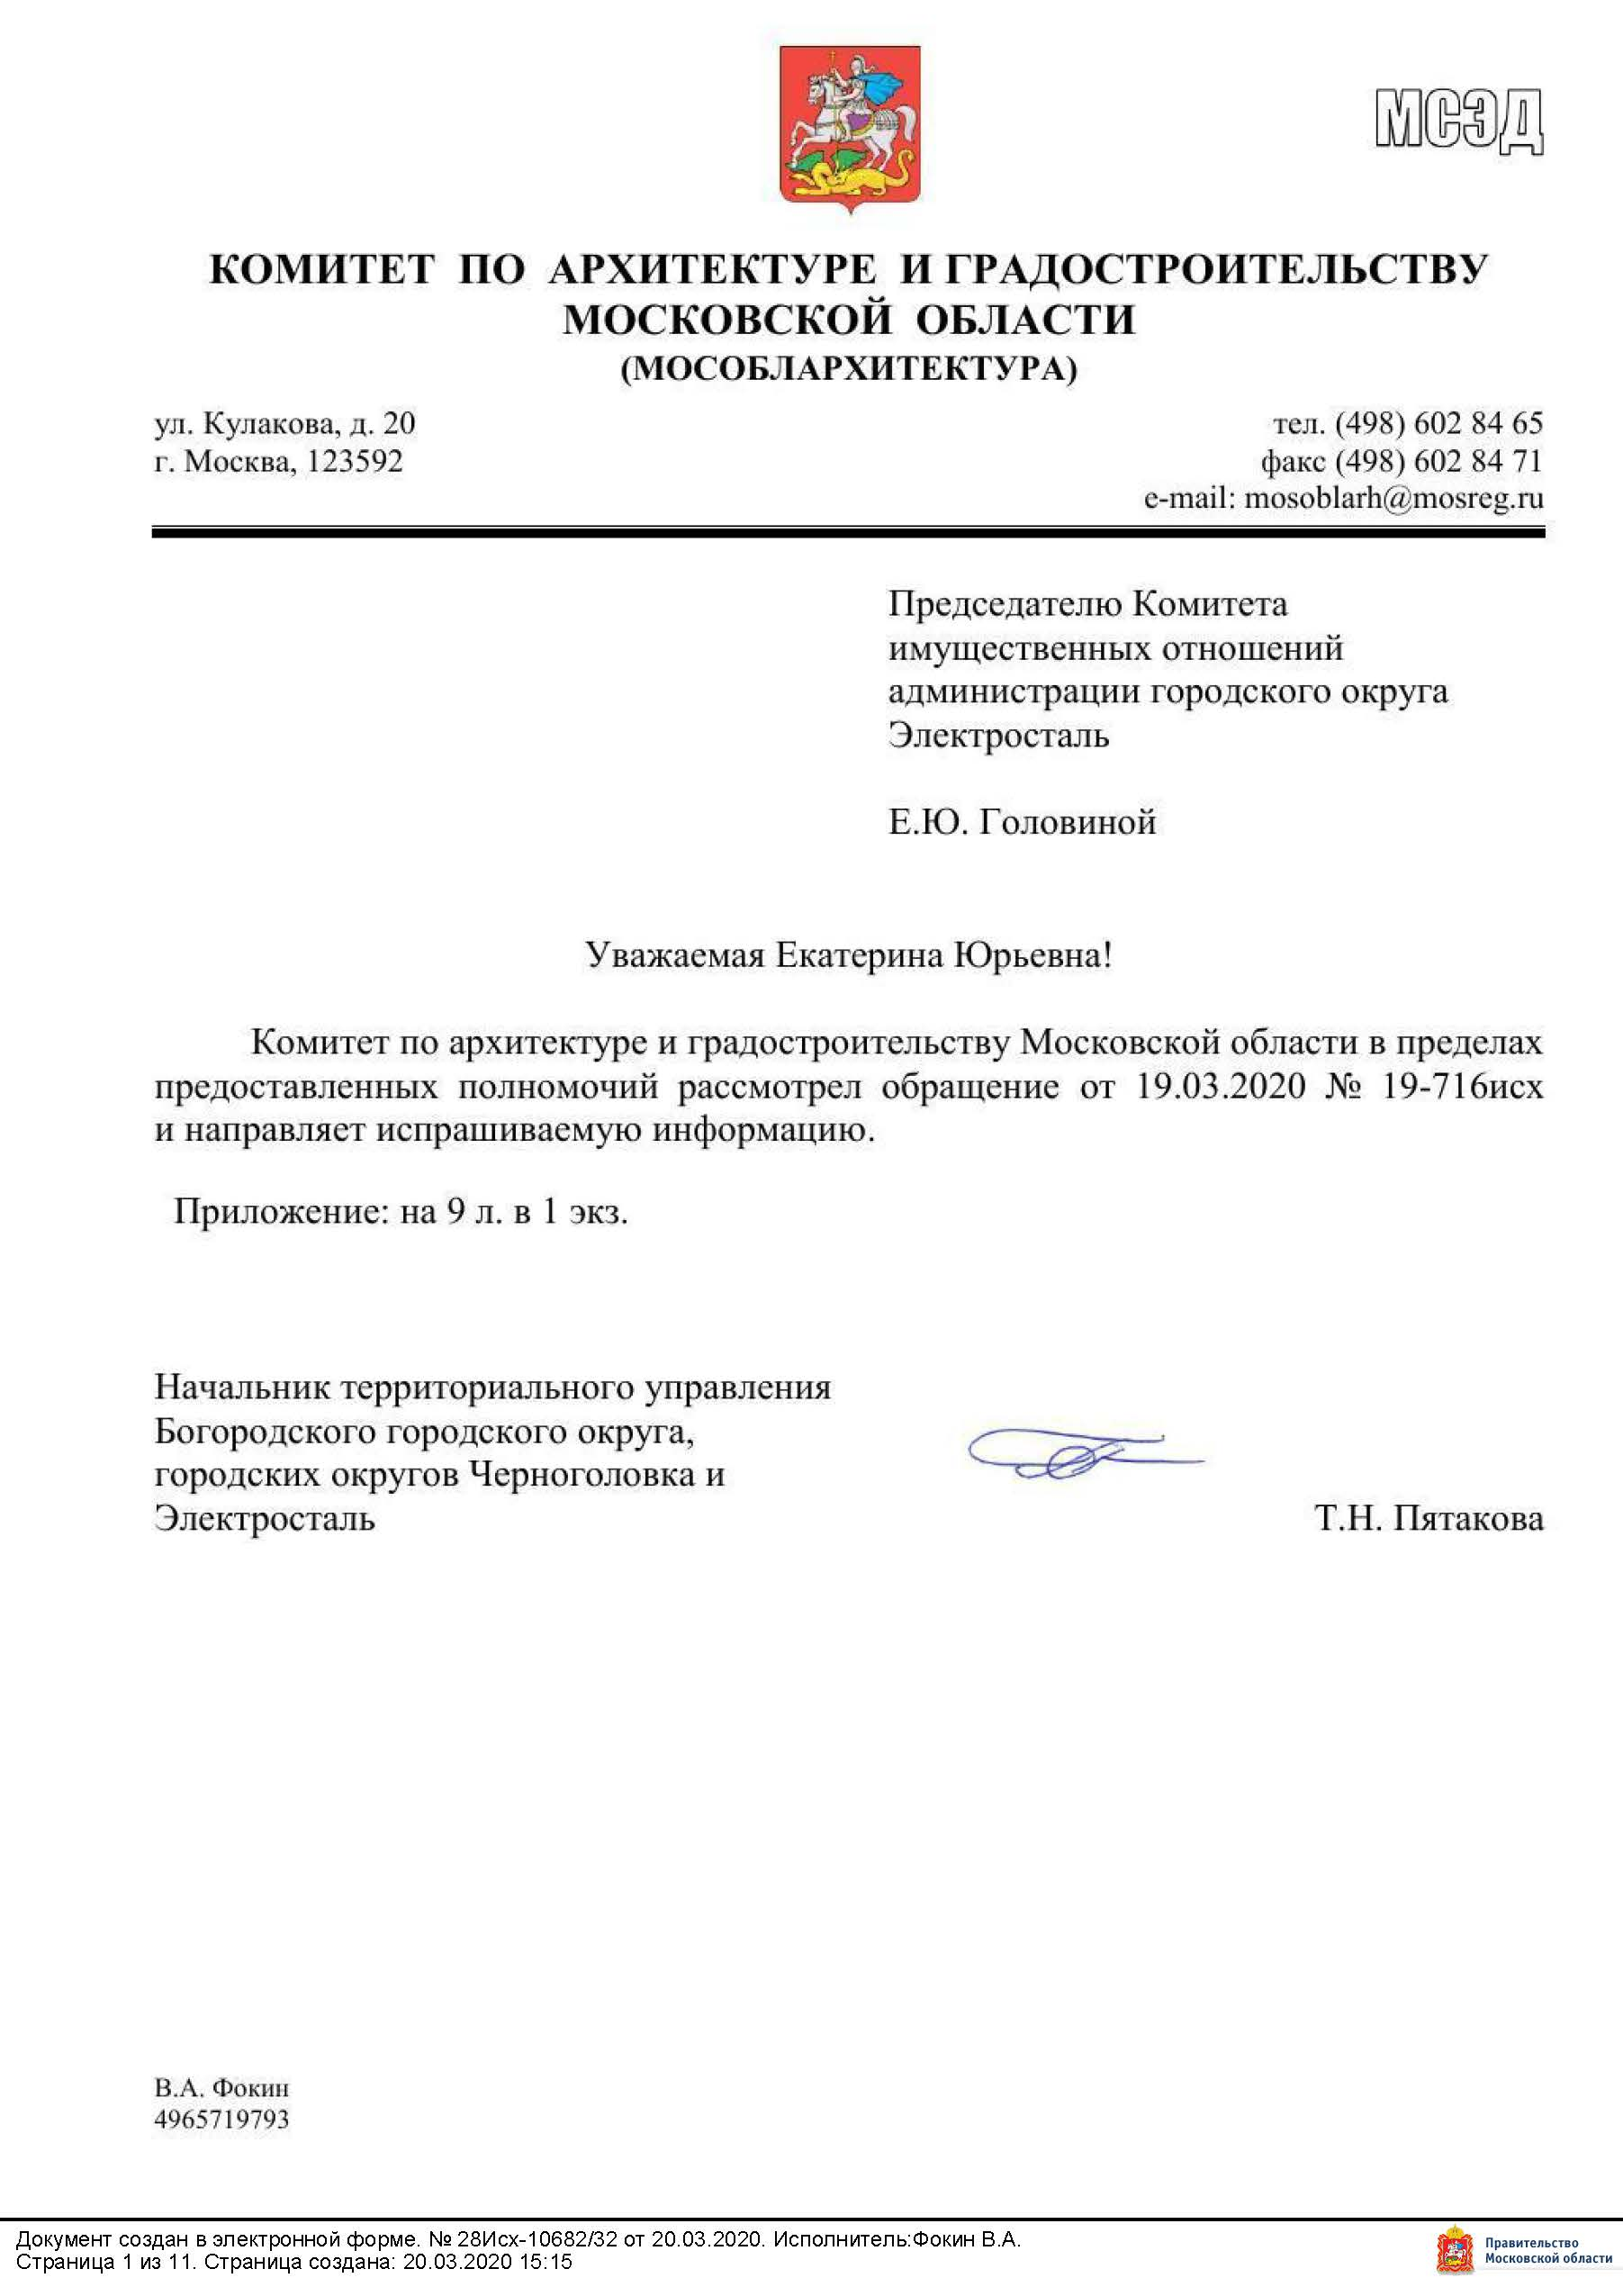 МСЭД
КОМИТЕТ ПО АРХИТЕКТУРЕ И ГРАДОСТРОИТЕЛЬСТВУ
МОСКОВСКОЙ ОБЛАСТИ
(МОСОБЛАРХИТЕКТУРА)
ул. Кулакова, д. 20
г. Москва, 123592
тел. (498) 602 84 65
факс (498) 602 84 71
e-mail: mosoblarh@mosreg.ru
Председателю Комитета
имущественных отношений
администрации городского округа
Электросталь
Е.Ю. Головиной
Уважаемая Екатерина Юрьевна!
Комитет по архитектуре и градостроительству Московской области в пределах
предоставленных полномочий рассмотрел обращение от 19.03.2020 № 19-716исх
и направляет испрашиваемую информацию.
Приложение: на 9 л. в 1 экз.
Начальник территориального управления
Богородского городского округа,
городских округов Черноголовка и
Электросталь
Т.Н. Пятакова
В.А. Фокин
4965719793
Документ создан в электронной форме. № 28Исх-10682/32 от 20.03.2020. Исполнитель:Фокин В.А.
Страница 1 из 11. Страница создана: 20.03.2020 15:15
Правительство
Московской области